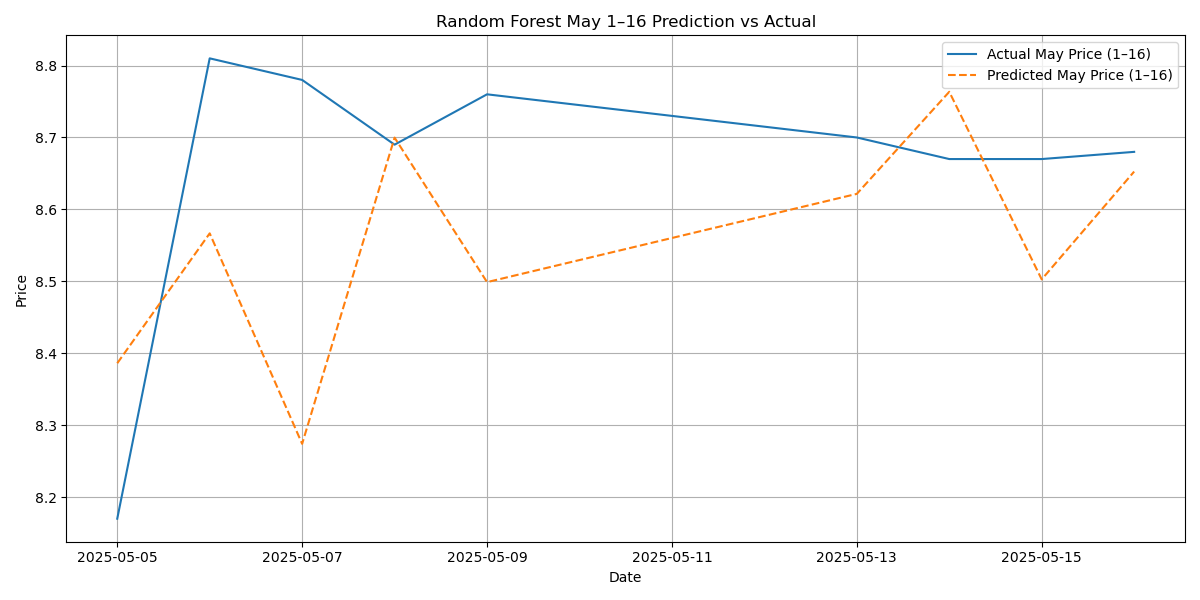 Random Forest May 1–16 Prediction vs Actual
Actual May Price (1–16)
Predicted May Price (1–16)
Price
8.8
8.7
8.6
8.5
8.4
8.3
8.2
2025-05-05
2025-05-07
2025-05-09
2025-05-11
2025-05-13
2025-05-15
Date